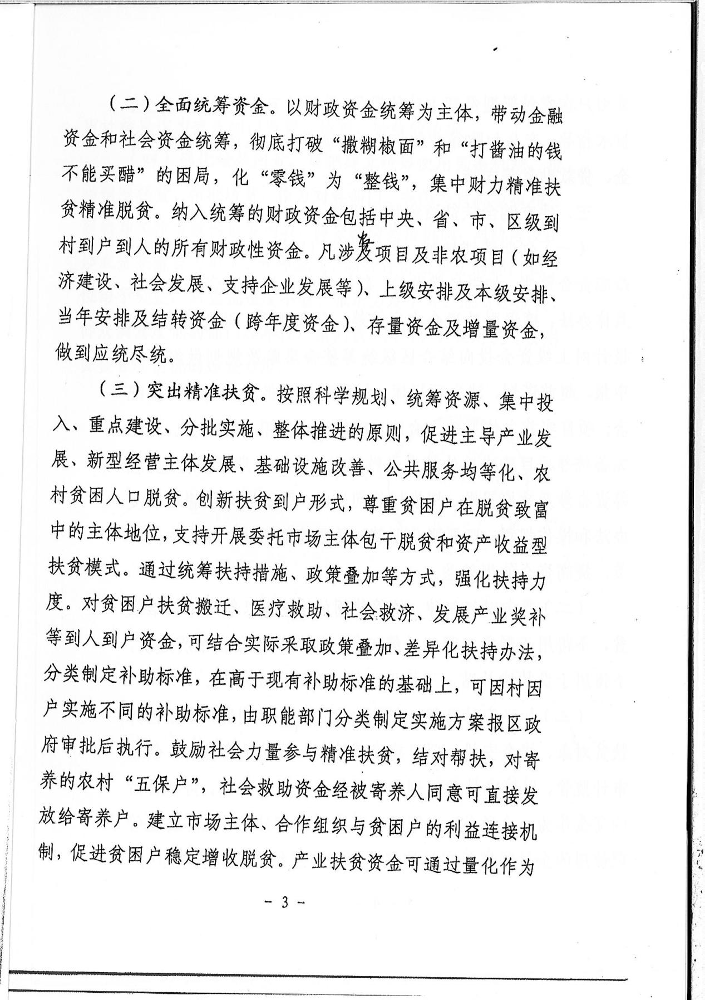 （二）全面统筹资金。以财政资金统筹为主体，带动金融
资金和社会资金统筹，彻底打破“撒糊椒面”和“打酱油的钱
不能买醋”的困局，化“零钱”为“整钱”，集中财力精准扶
贫精准脱贫。纳入统筹的财政资金包括中央、省、市、区级到
村到户到人的所有财政性资金。凡涉及项目及非农项目（如经
济建设、社会发展、支持企业发展等）、上级安排及本级安排、
当年安排及结转资金（跨年度资金）、存量资金及增量资金，
做到应统尽统。
（三）突出精准扶贫。按照科学规划、统筹资源、集中投
入、重点建设、分批实施、整体推进的原则，促进主导产业发
展、新型经营主体发展、基础设施改善、公共服务均等化、农
村贫困人口脱贫。创新扶贫到户形式，尊重贫困户在脱贫致富
中的主体地位，支持开展委托市场主体包干脱贫和资产收益型
扶贫模式。通过统筹扶持措施、政策叠加等方式，强化扶持力
度。对贫困户扶贫搬迁、医疗救助、社会救济、发展产业奖补
等到人到户资金，可结合实际采取政策叠加、差异化扶持办法，
分类制定补助标准，在高于现有补助标准的基础上，可因村因
户实施不同的补助标准，由职能部门分类制定实施方案报区政
府审批后执行。鼓励社会力量参与精准扶贫，结对帮扶，对寄
养的农村“五保户”，社会救助资金经被寄养人同意可直接发
放给寄养户。建立市场主体、合作组织与贫困户的利益连接机
制，促进贫困户稳定增收脱贫。产业扶贫资金可通过量化作为
- 3 -